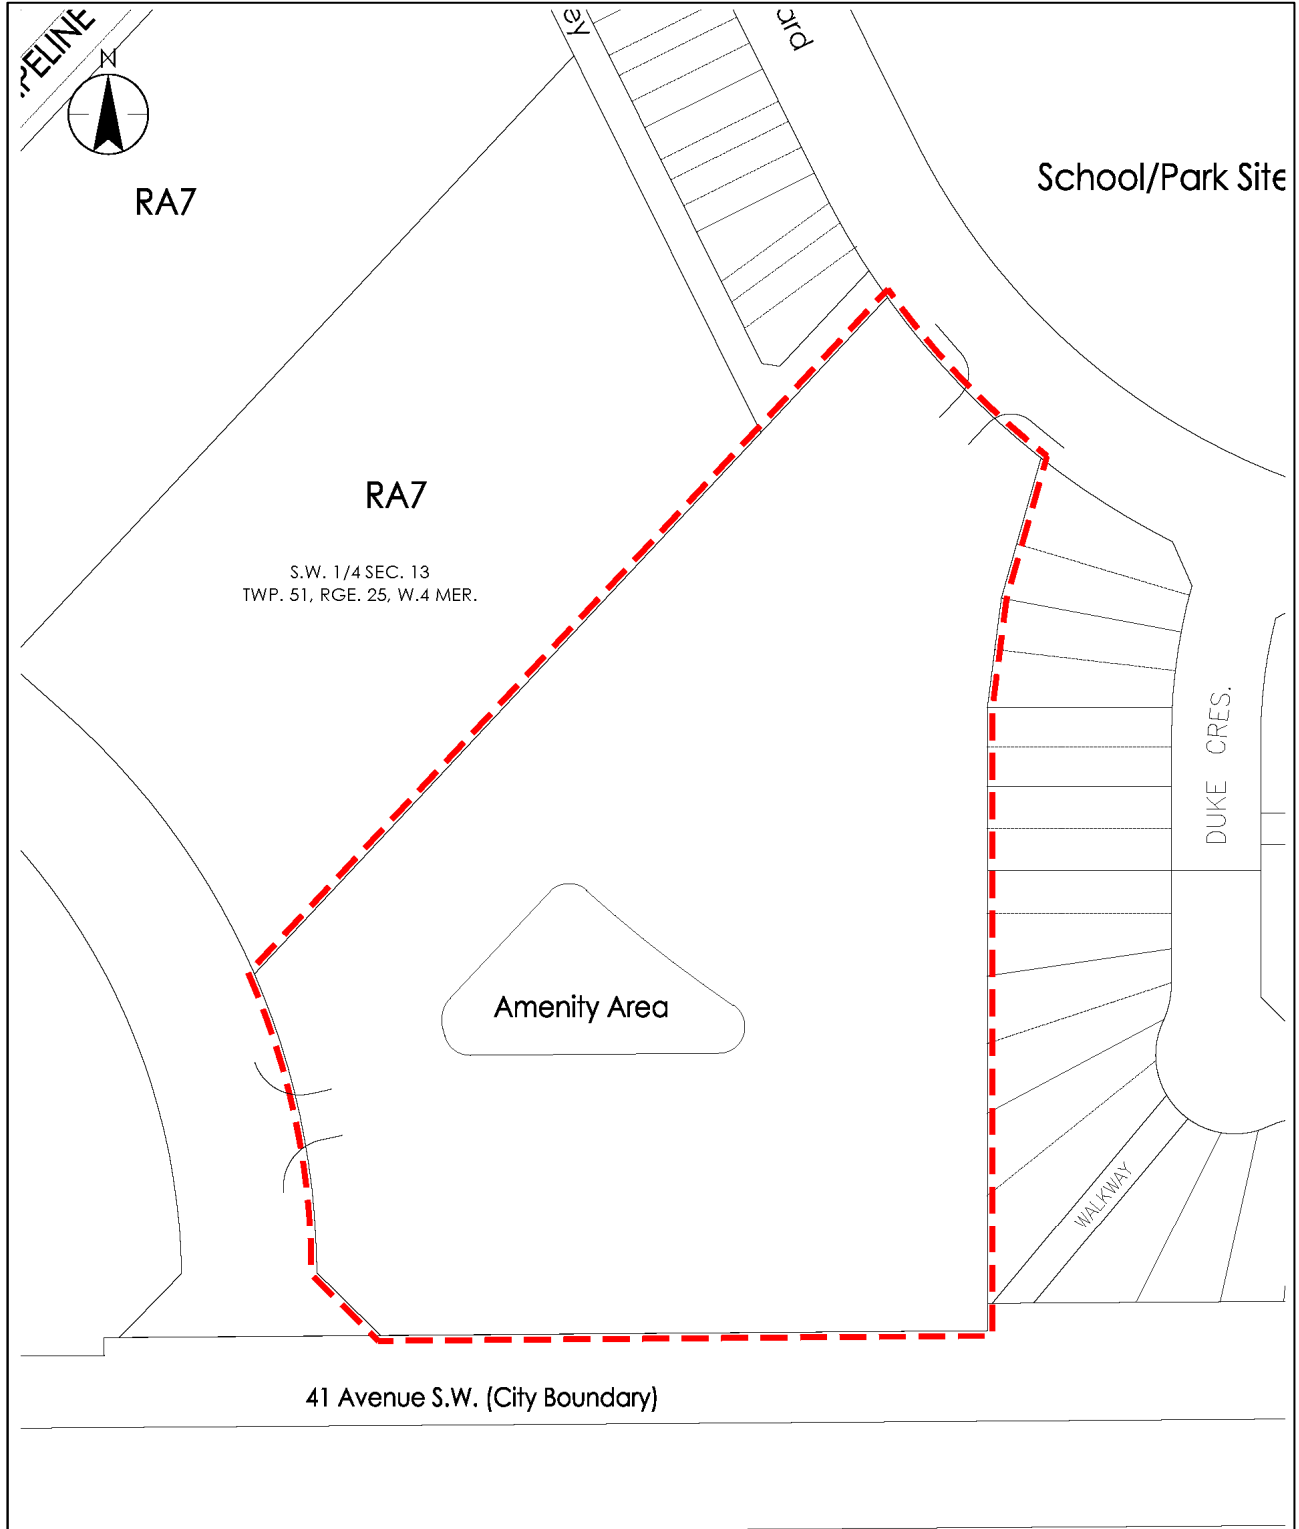 N
School/Park Site
RA7
RA7
S.W. 1/4 SEC. 13
TWP. 51, RGE. 25, W.4 MER.
DUKE CRES.
Amenity Area
WALKWAY
41 Avenue S.W. (City Boundary)